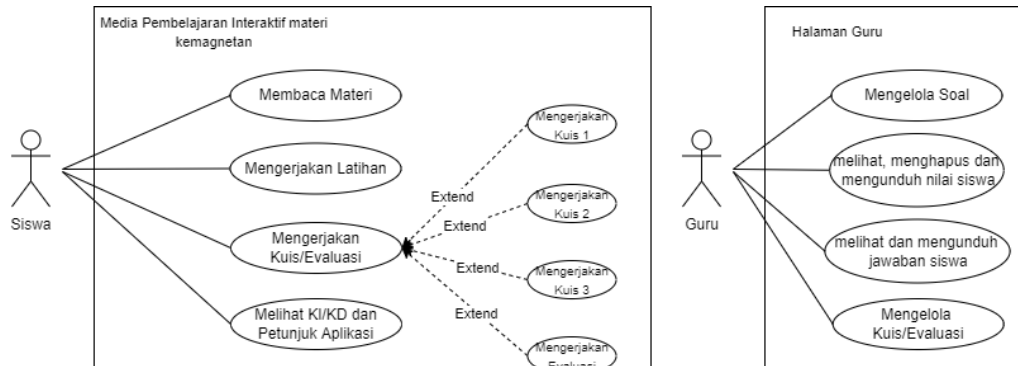 Media Pembelajaran Interaktif materi
kemagnetan
Membaca Materi
Mengerjakan Latihan
Mengerjakan
Kuis/Evaluasi
Melihat KI/KD dan
Petunjuk Aplikasi
Siswa
Extend
Extend
Extend
Extend
Mengerjakan
Kuis 1
Mengerjakan
Kuis 2
Mengerjakan
Kuis 3
Mengerjakan
Evaluasi
Halaman Guru
Mengelola Soal
melihat, menghapus dan
mengunduh nilai siswa
melihat dan mengunduh
jawaban siswa
Mengelola
Kuis/Evaluasi
Guru